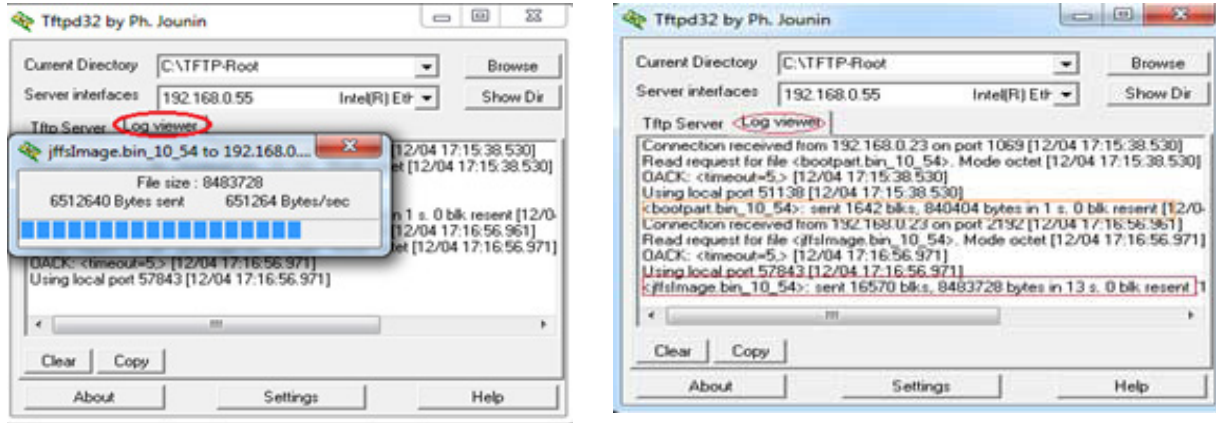 Tftpd32 by Ph. Jounin
Current Directory C:\TFTP-Root Browse
Server interfaces 192.168.0.55 Intel(R) Eth Show Dir
Tftp Server Log viewer
jffsImage.bin_10_54 to 192.168.0....
File size : 8483728
6512640 Bytes sent 651264 Bytes/sec
[12/04 17:15:38.530]
[12/04 17:15:38.530]
n 1 s. 0 blk resent [12/0
[12/04 17:16:56.961]
tet [12/04 17:16:56.971]
OACK: <timeout=5,> [12/04 17:16:56.971]
Using local port 57843 [12/04 17:16:56.971]
Clear Copy
About Settings Help
Tftpd32 by Ph. Jounin
Current Directory C:\TFTP-Root Browse
Server interfaces 192.168.0.55 Intel(R) Eth Show Dir
Tftp Server Log viewer
Connection received from 192.168.0.23 on port 1069 [12/04 17:15:38.530]
Read request for file <bootpart.bin_10_54>. Mode octet [12/04 17:15:38.530]
OACK: <timeout=5,> [12/04 17:15:38.530]
Using local port 51138 [12/04 17:15:38.530]
<bootpart.bin_10_54>: sent 1642 blks, 840404 bytes in 1 s. 0 blk resent [12/0
Connection received from 192.168.0.23 on port 2192 [12/04 17:16:56.961]
Read request for file <jffsImage.bin_10_54>. Mode octet [12/04 17:16:56.971]
OACK: <timeout=5,> [12/04 17:16:56.971]
Using local port 57843 [12/04 17:16:56.971]
<jffsImage.bin_10_54>: sent 16570 blks, 8483728 bytes in 13 s. 0 blk resent [1
Clear Copy
About Settings Help